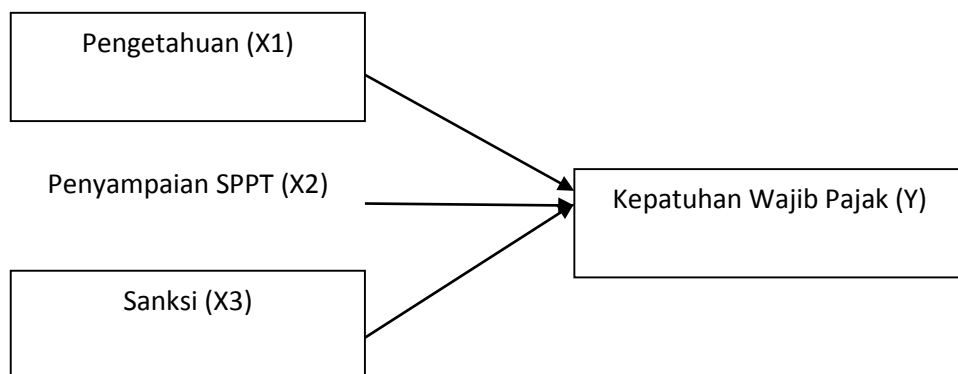 Pengetahuan (X1)
Penyampaian SPPT (X2)
Kepatuhan Wajib Pajak (Y)
Sanksi (X3)